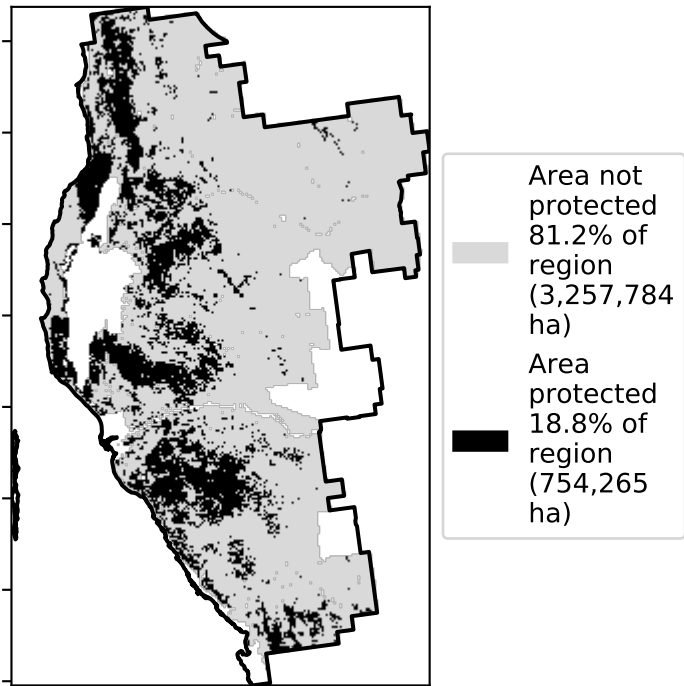 Area not
protected
81.2% of
region
(3,257,784
ha)
Area
protected
18.8% of
region
(754,265
ha)